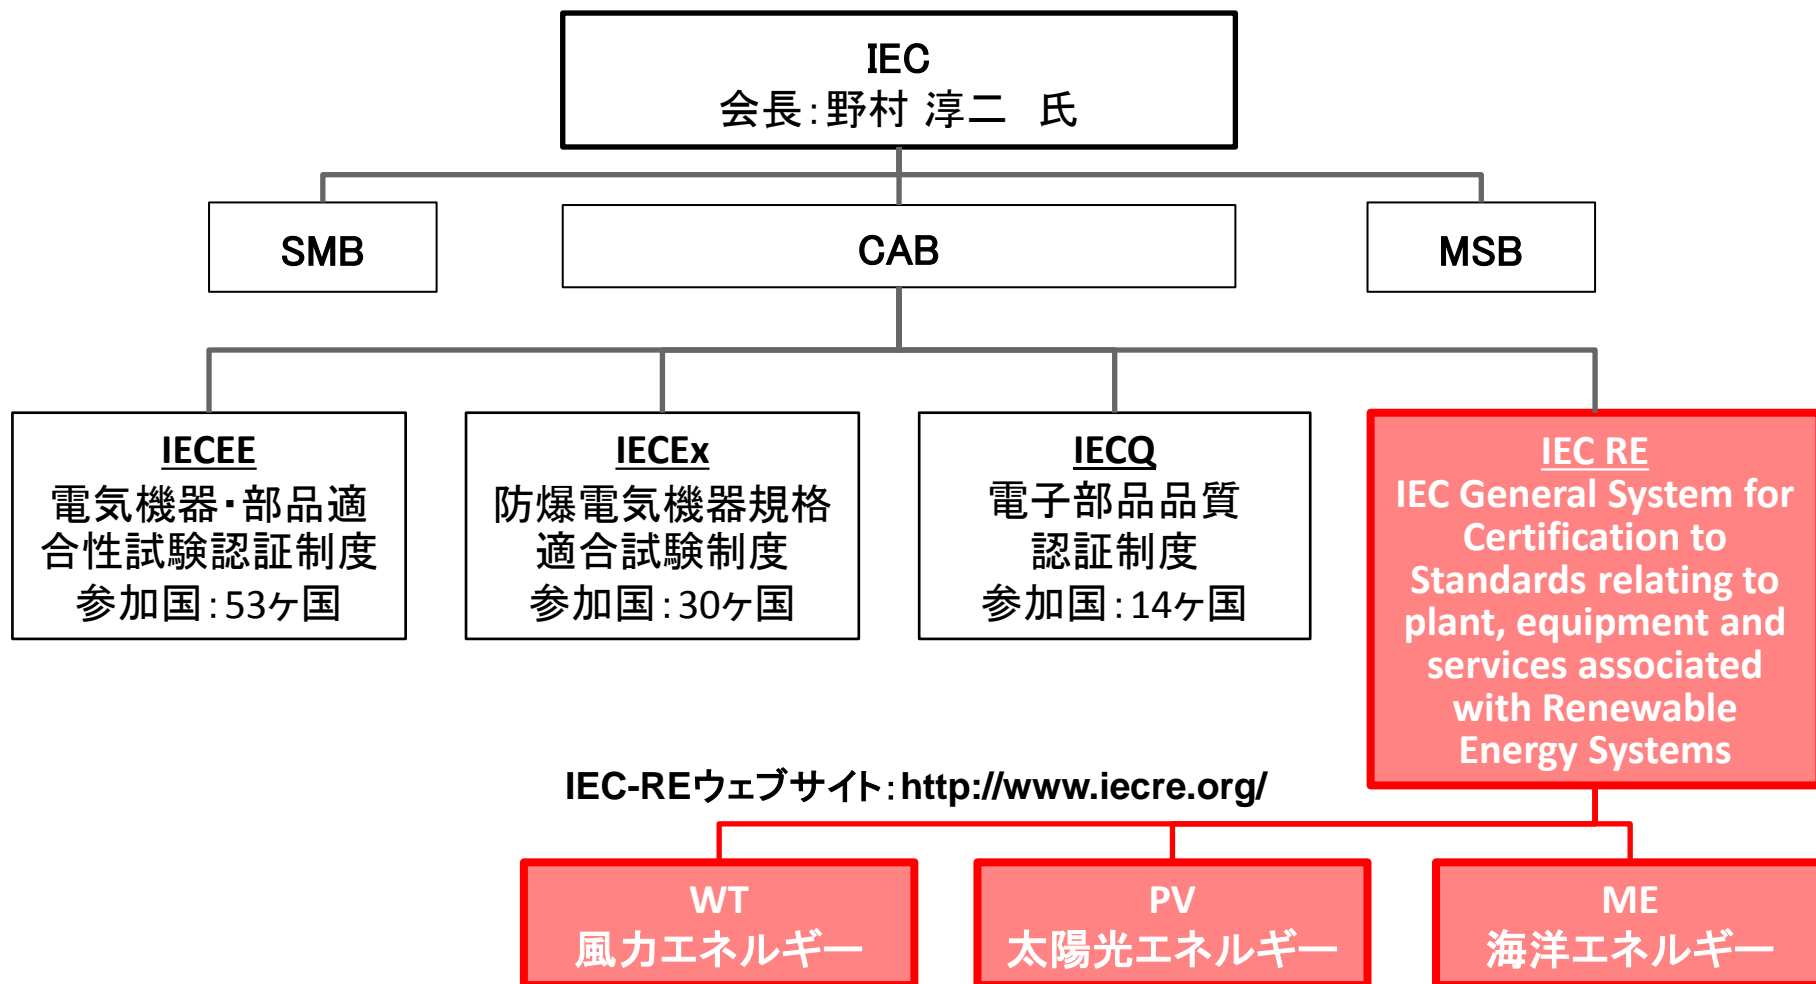 IEC
会長：野村 淳二　氏
SMB
CAB
MSB
IECEE
電気機器・部品適
合性試験認証制度
参加国：53ヶ国
IECEx
防爆電気機器規格
適合試験制度
参加国：30ヶ国
IECQ
電子部品品質
認証制度
参加国：14ヶ国
IEC RE
IEC General System for
Certification to
Standards relating to
plant, equipment and
services associated
with Renewable
Energy Systems
IEC-REウェブサイト：http://www.iecre.org/
WT
風力エネルギー
PV
太陽光エネルギー
ME
海洋エネルギー